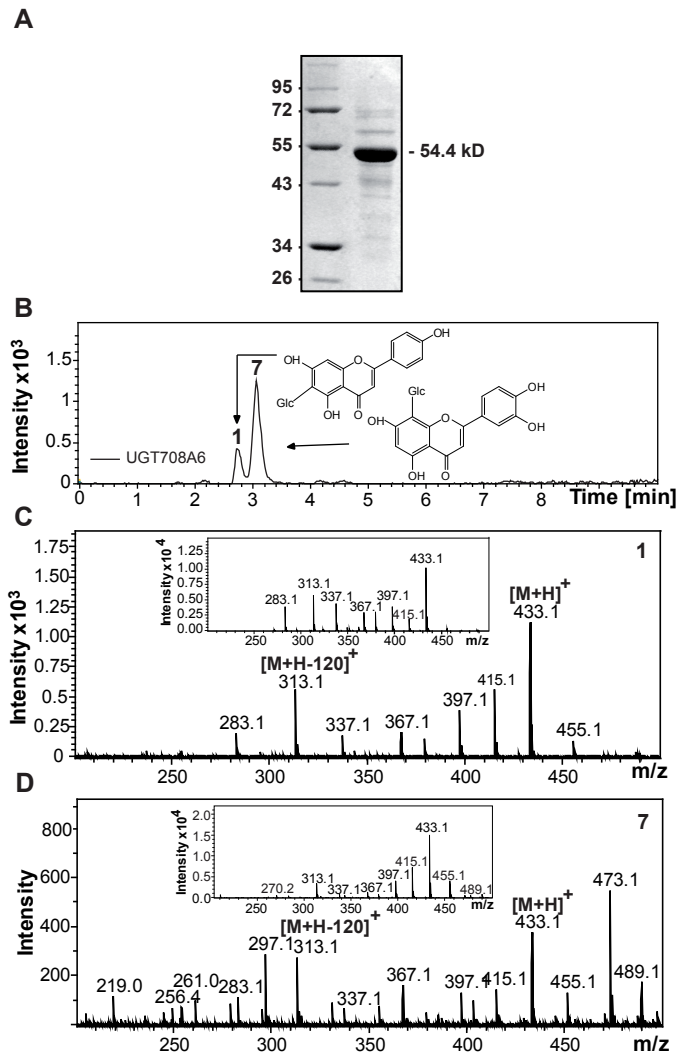 A
95
72
55
- 54.4 kD
43
34
26
B
Intensity x10³
1.5
1
0.5
0
7
1
OH
HO
O
Glc
OH
O
Glc
OH
HO
O
OH
OH
O
UGT708A6
0 1 2 3 4 5 6 7 8 Time [min]
C
Intensity x10³
1.75
1.50
1.25
1.00
0.75
0.50
0.25
0
1
Intensity x10⁴
1.25
1.00
0.75
0.50
0.25
0.00
283.1
313.1
337.1
367.1
397.1
415.1
433.1
250 300 350 400 450 m/z
[M+H]⁺
433.1
[M+H-120]⁺
313.1
283.1
337.1
367.1
397.1
415.1
455.1
250 300 350 400 450 m/z
D
Intensity
800
600
400
200
7
Intensity x10⁴
2.0
1.5
1.0
0.5
0.0
270.2
313.1
337.1
367.1
397.1
415.1
433.1
455.1
489.1
250 300 350 400 450 m/z
[M+H-120]⁺
[M+H]⁺
219.0
256.4
261.0
283.1
297.1
313.1
337.1
367.1
397.1
415.1
433.1
455.1
473.1
489.1
250 300 350 400 450 m/z